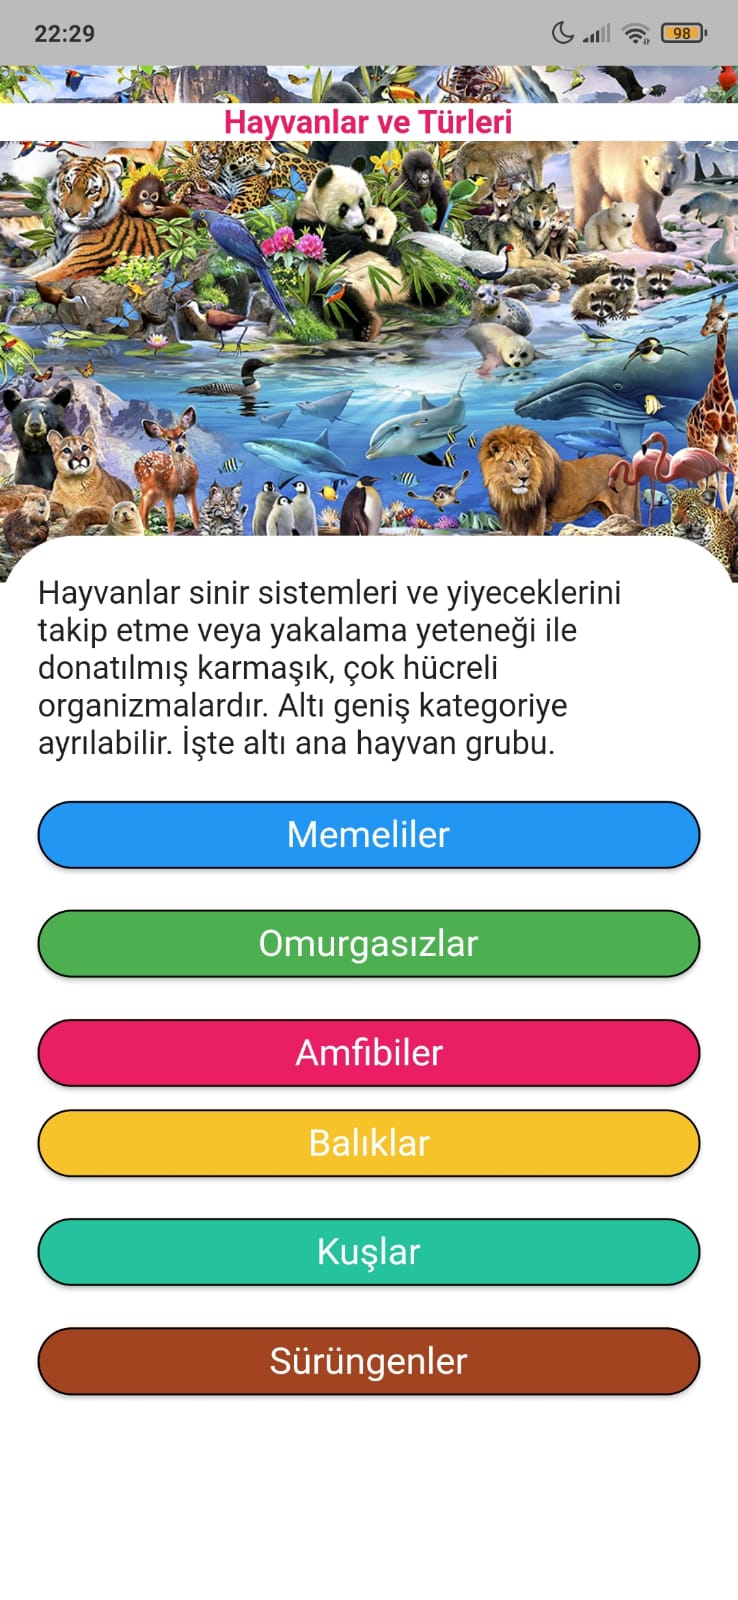 22:29
98
Hayvanlar ve Türleri
Hayvanlar sinir sistemleri ve yiyeceklerini
takip etme veya yakalama yeteneği ile
donatılmış karmaşık, çok hücreli
organizmalardır. Altı geniş kategoriye
ayrılabilir. İşte altı ana hayvan grubu.
Memeliler
Omurgasızlar
Amfibiler
Balıklar
Kuşlar
Sürüngenler